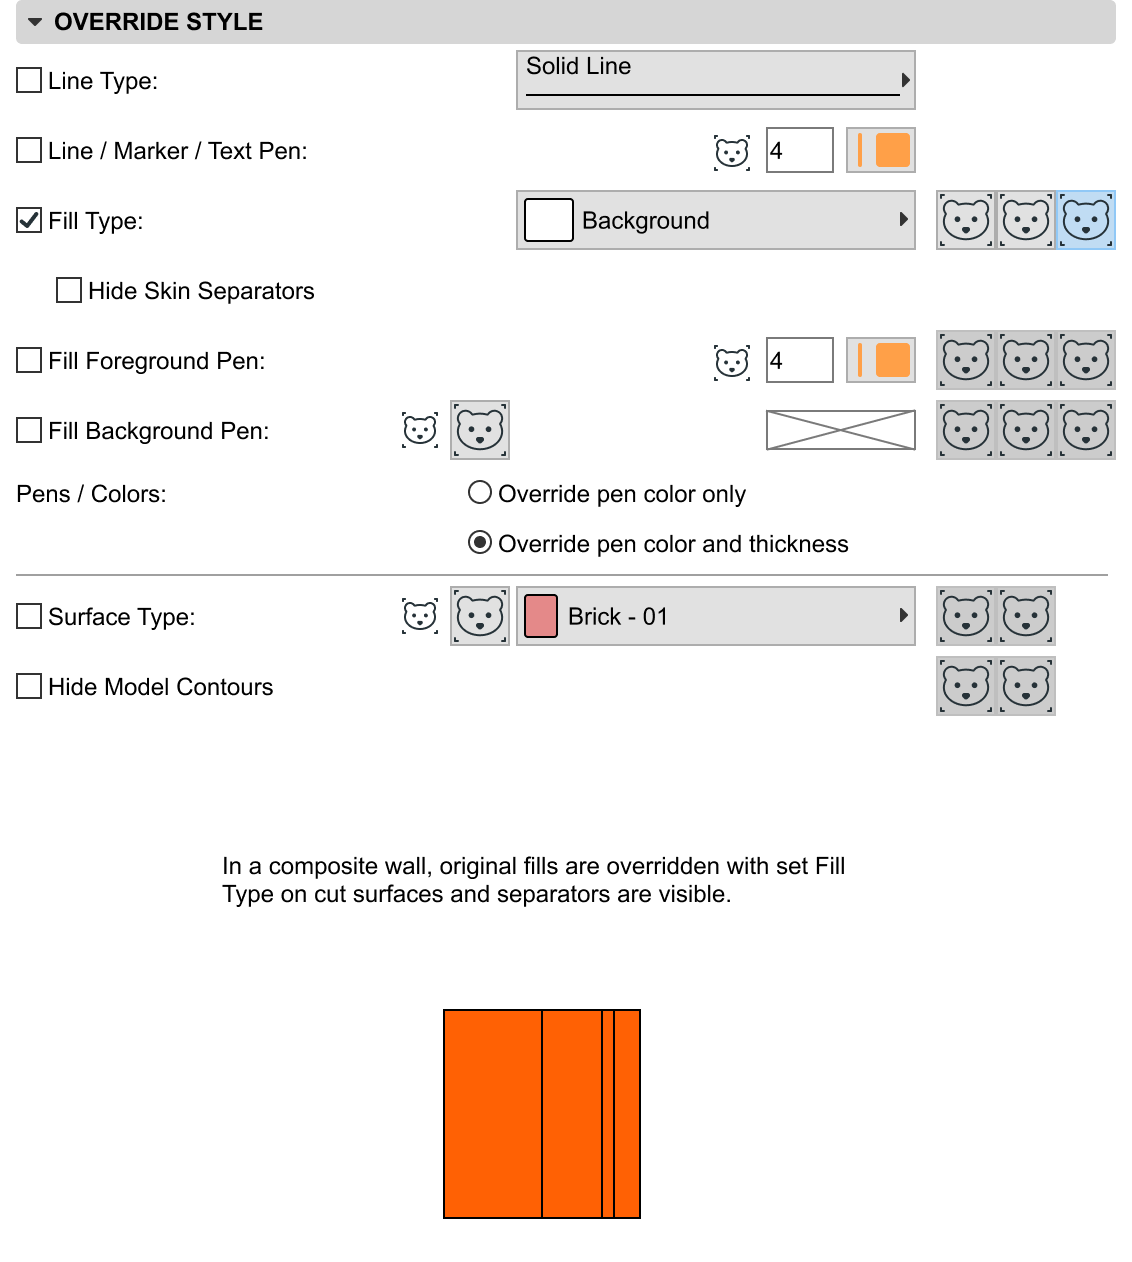 OVERRIDE STYLE
Line Type:
Solid Line
Line / Marker / Text Pen:
4
Fill Type:
Background
Hide Skin Separators
Fill Foreground Pen:
4
Fill Background Pen:
Pens / Colors:
Override pen color only
Override pen color and thickness
Surface Type:
Brick - 01
Hide Model Contours
In a composite wall, original fills are overridden with set Fill
Type on cut surfaces and separators are visible.